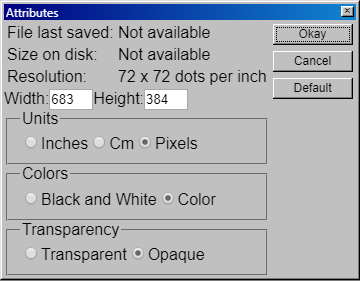 Attributes
File last saved: Not available
Size on disk: Not available
Resolution: 72 x 72 dots per inch
Width: 683 Height: 384
Units
Inches Cm Pixels
Colors
Black and White Color
Transparency
Transparent Opaque
Okay
Cancel
Default